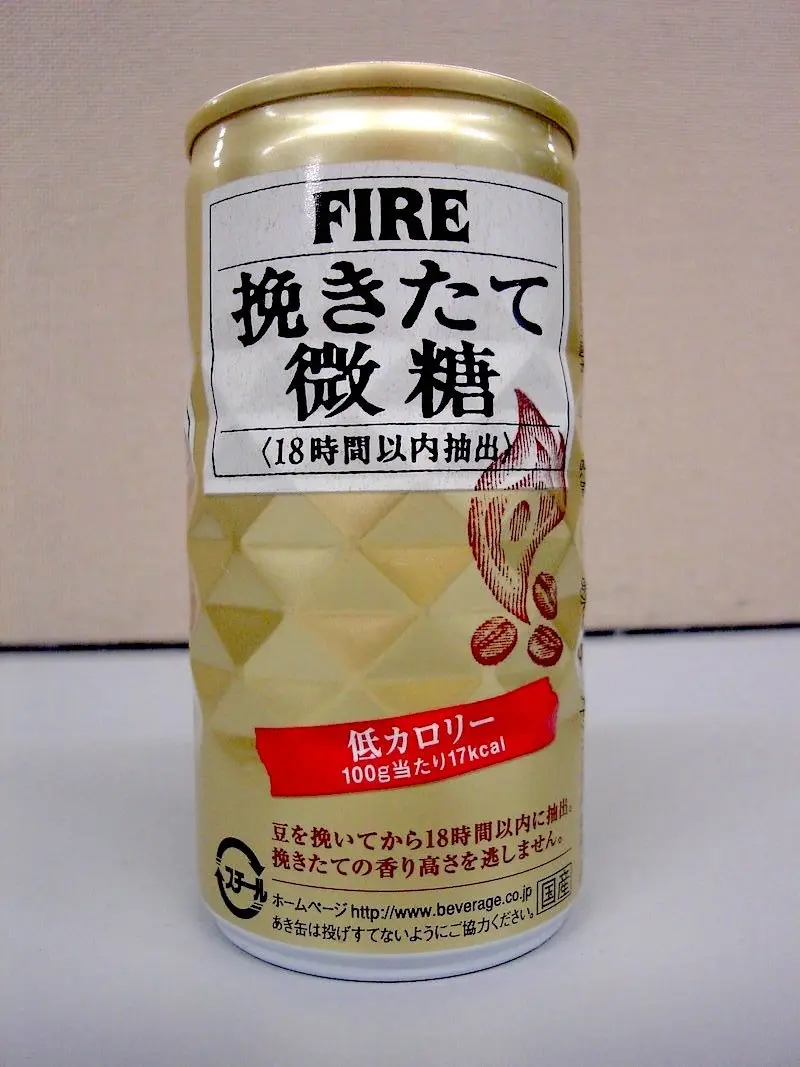 FIRE
挽きたて
微糖
〈18時間以内抽出〉
低カロリー
100g当たり17kcal
豆を挽いてから18時間以内に抽出。
挽きたての香り高さを逃しません。
スチール
ホームページ http://www.beverage.co.jp
国産
あき缶は投げすてないようにご協力ください。